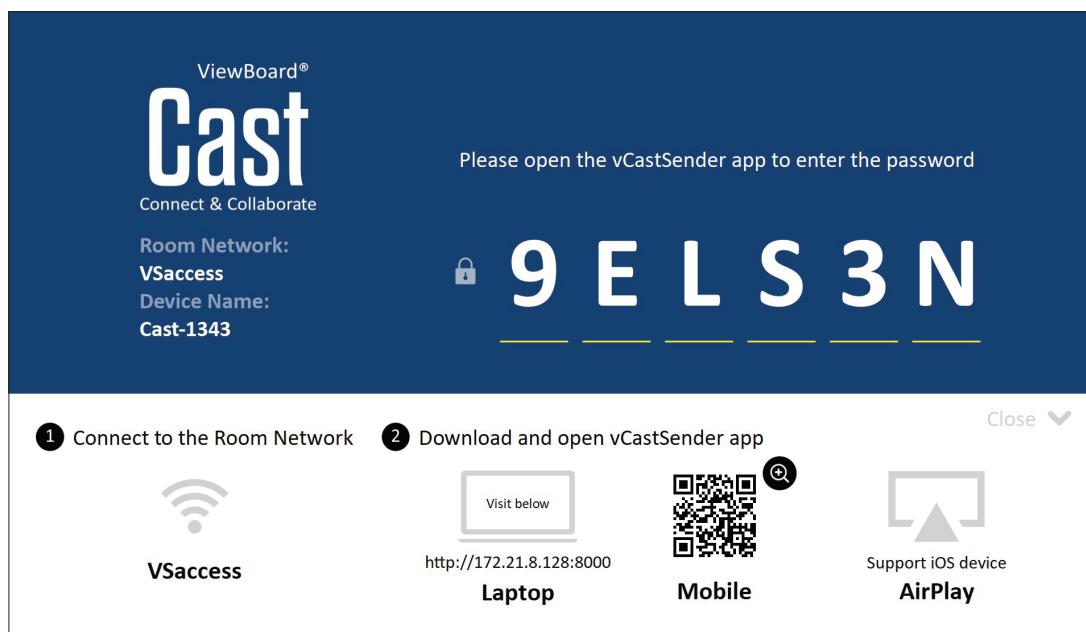 ViewBoard®
Cast
Connect & Collaborate
Room Network:
VSaccess
Device Name:
Cast-1343
Please open the vCastSender app to enter the password
9 E L S 3 N
Close
1 Connect to the Room Network
VSaccess
2 Download and open vCastSender app
Visit below
http://172.21.8.128:8000
Laptop
Mobile
Support iOS device
AirPlay